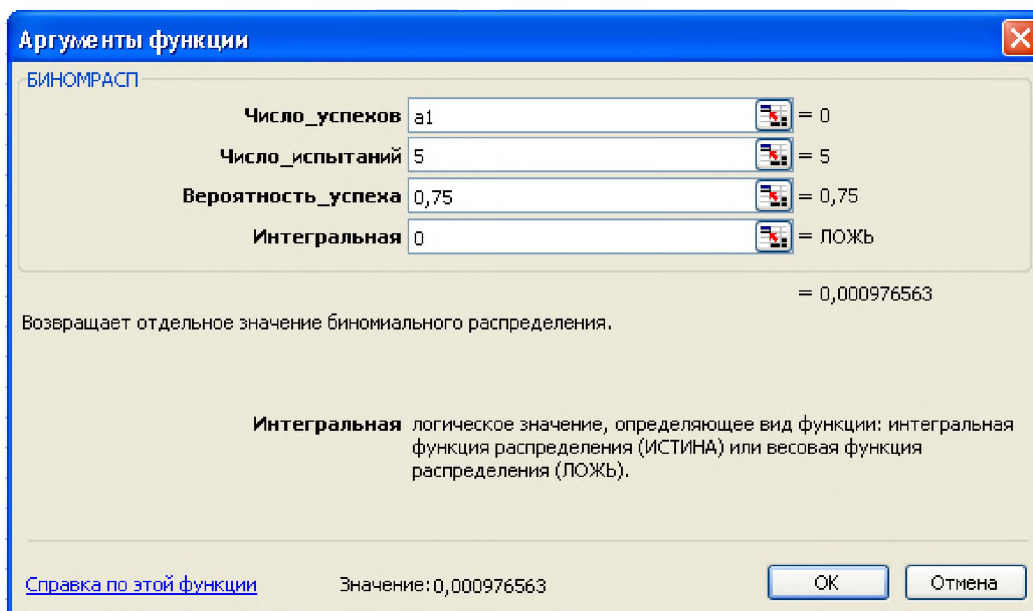 Аргументы функции
БИНОМРАСП
Число_успехов a1 = 0
Число_испытаний 5 = 5
Вероятность_успеха 0,75 = 0,75
Интегральная 0 = ЛОЖЬ
= 0,000976563
Возвращает отдельное значение биномиального распределения.
Интегральная логическое значение, определяющее вид функции: интегральная
функция распределения (ИСТИНА) или весовая функция
распределения (ЛОЖЬ).
Справка по этой функции Значение:0,000976563 ОК Отмена